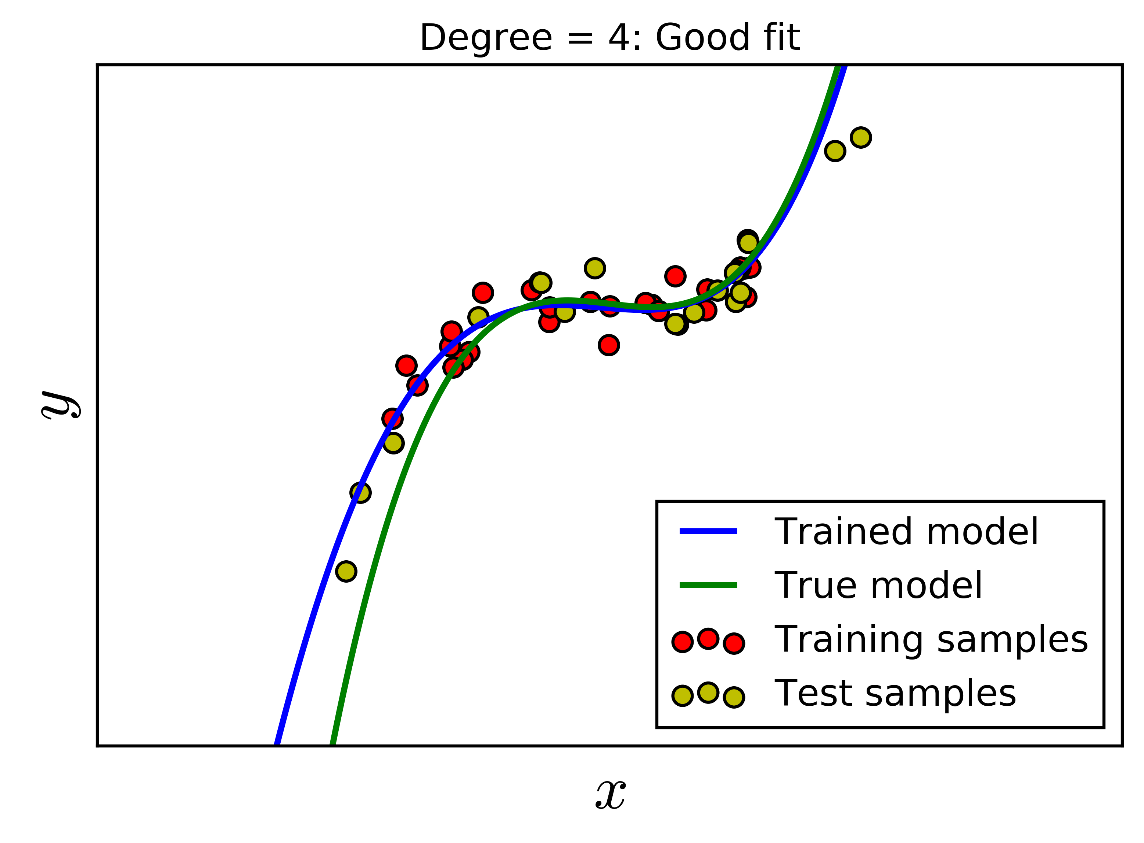 Degree = 4: Good fit
y
Trained model
True model
Training samples
Test samples
x